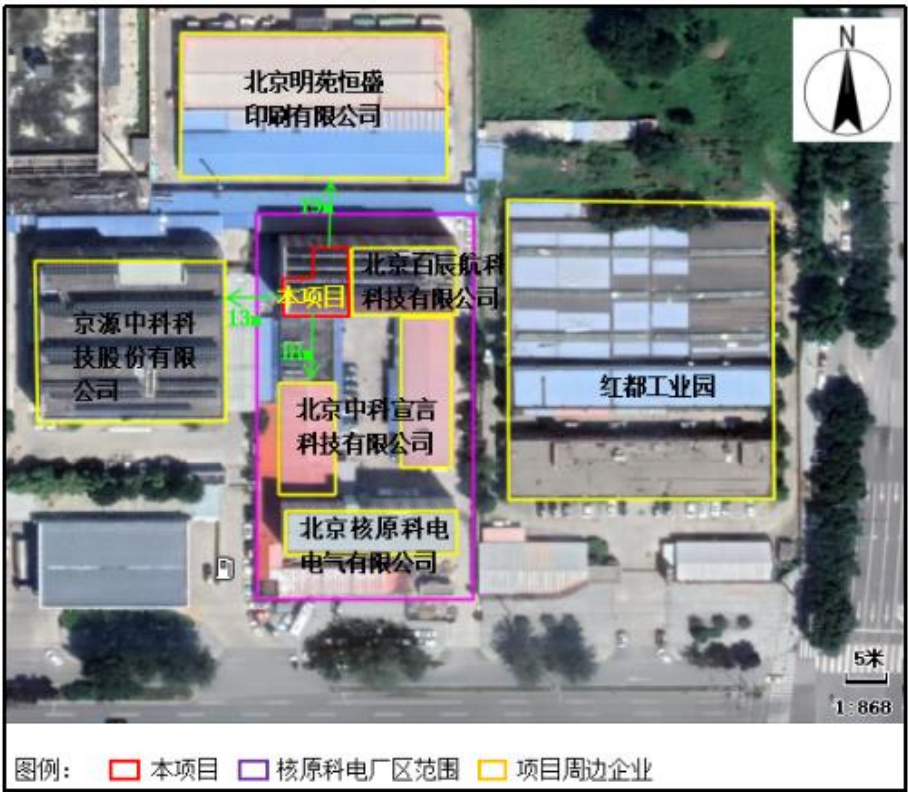 N
北京明苑恒盛
印刷有限公司
北京百辰航科
科技有限公司
本项目
13m
京源中科科
技股份有限
公司
红都工业园
北京中科宣言
科技有限公司
北京核原科电
电气有限公司
5米
1:868
图例：
本项目
核原科电厂区范围
项目周边企业